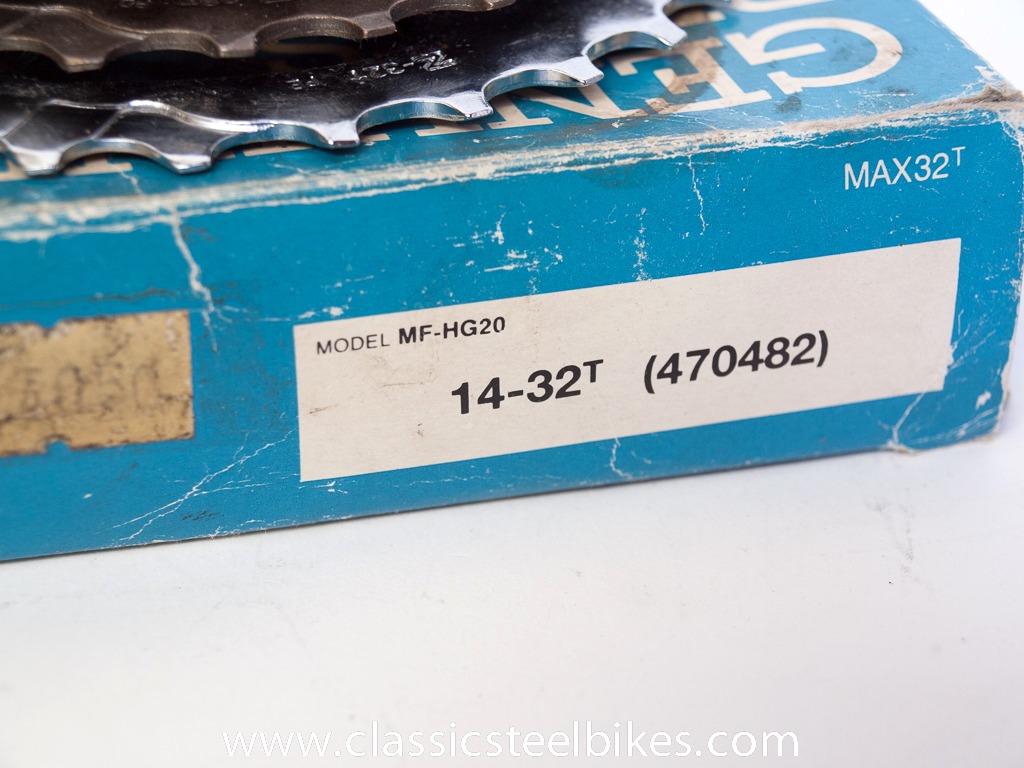 MAX32T
MODEL MF-HG20
14-32T (470482)
www.classicsteelbikes.com